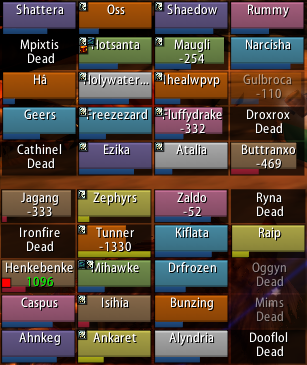 Shattera Oss Shaedow Rummy
Mpixtis Notsanta Maugli Narcisha
Dead -254
Há Holywater... Ihealwpvp Gulbroca
-110
Geers Freezezard Fluffydrake Droxrox
-332 Dead
Cathinel Ezika Atalia Buttranxo
Dead -469
Jagang Zephyrs Zaldo Ryna
-333 -52 Dead
Ironfire Tunner Kiflata Raip
Dead -1330
Henkebenke Mihawke Drfrozen Oggyn
1096 Dead
Caspus Isihia Bunzing Mims
Dead
Ahnkeg Ankaret Alyndria Dooflol
Dead